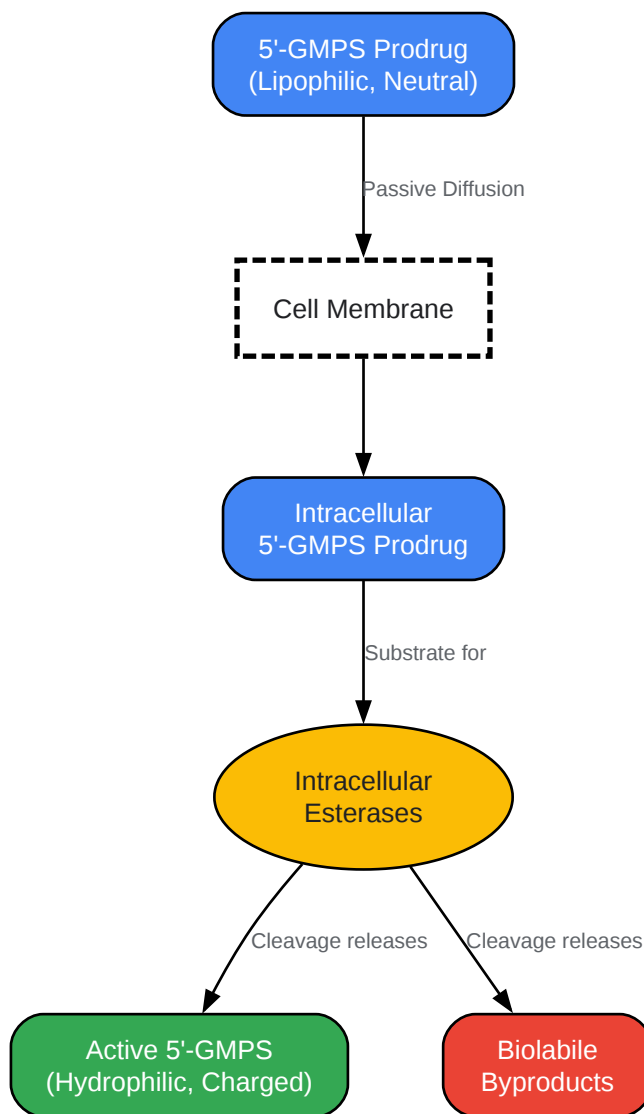 5'-GMPS Prodrug
(Lipophilic, Neutral)
Passive Diffusion
Cell Membrane
Intracellular
5'-GMPS Prodrug
Substrate for
Intracellular
Esterases
Cleavage releases
Cleavage releases
Active 5'-GMPS
(Hydrophilic, Charged)
Biolabile
Byproducts